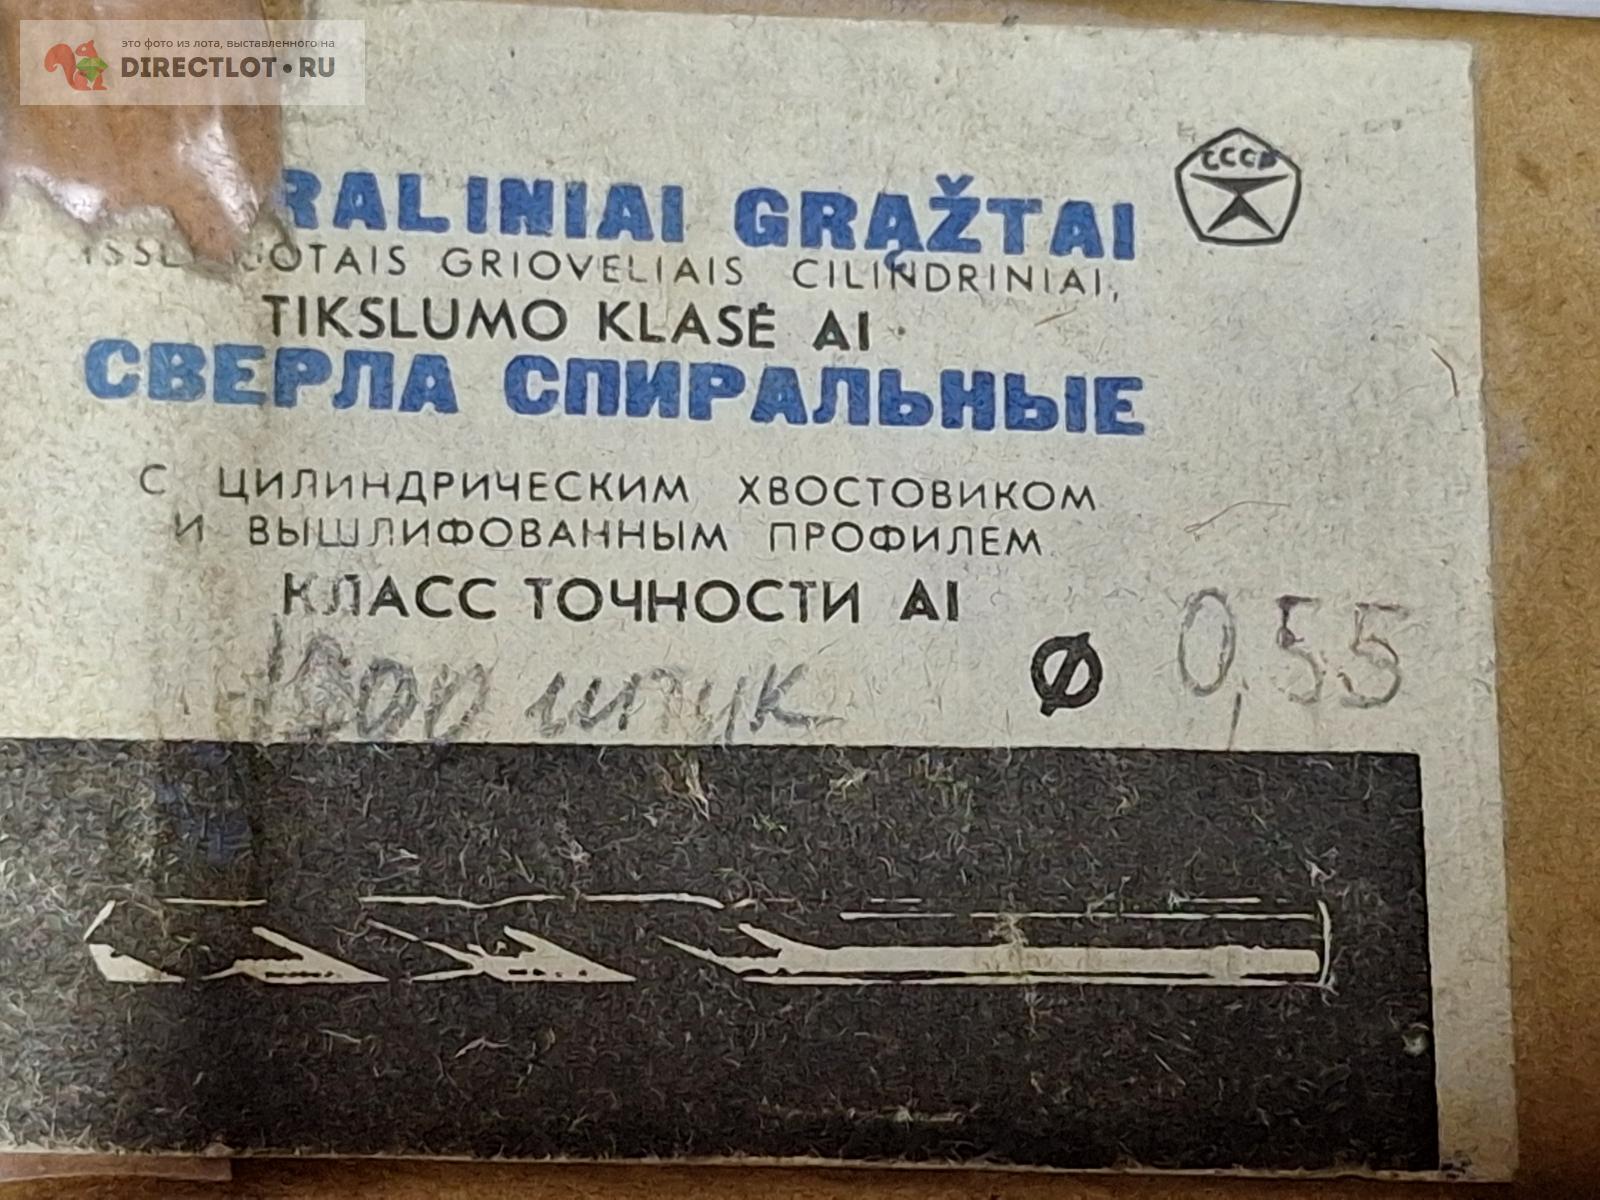 это фото из лота, выставленного на
DIRECTLOT.RU
СССР
RALINIAI GRĄŽTAI
GRIOVELIAIS CILINDRINIAI,
TIKSLUMO KLASĖ AI
СВЕРЛА СПИРАЛЬНЫЕ
С ЦИЛИНДРИЧЕСКИМ ХВОСТОВИКОМ
И ВЫШЛИФОВАННЫМ ПРОФИЛЕМ
КЛАСС ТОЧНОСТИ АІ
штук ⌀ 0,55